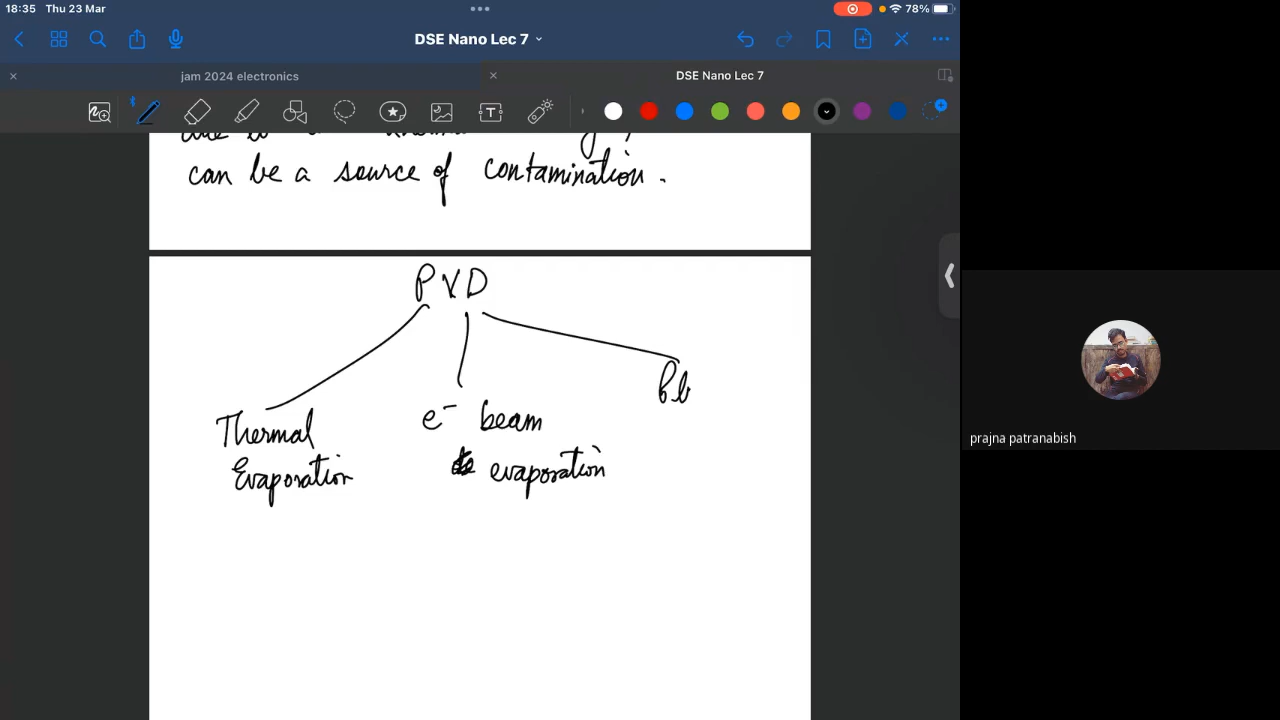 18:35 Thu 23 Mar
78%
DSE Nano Lec 7
jam 2024 electronics
DSE Nano Lec 7
can be a source of contamination.
PVD
Thermal Evaporation
e⁻ beam evaporation
prajna patranabish